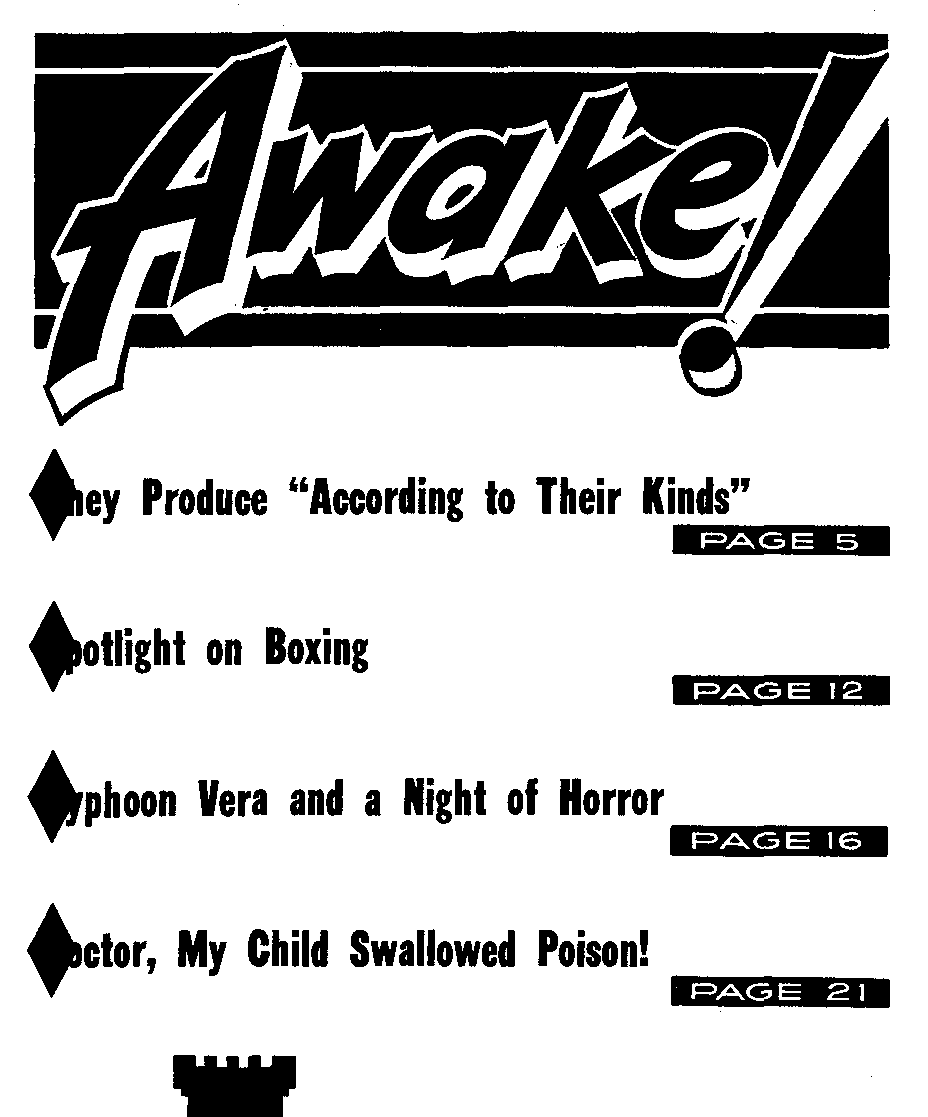 Awake!
hey Produce “According to Their Kinds”
PAGE 5
potlight on Boxing
PAGE 12
yphoon Vera and a Night of Horror
PAGE 16
octor, My Child Swallowed Poison!
PAGE 21